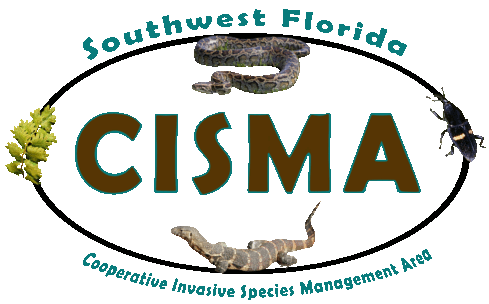 Southwest Florida
CISMA
Cooperative Invasive Species Management Area